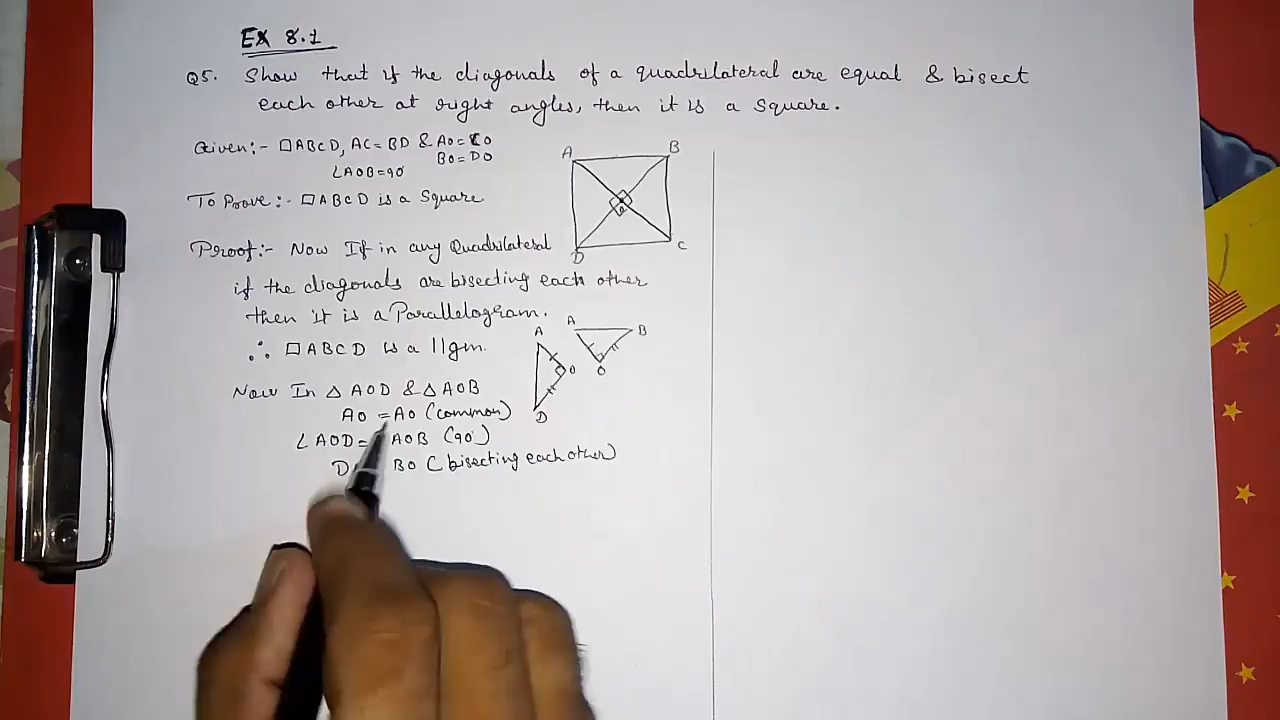 EX 8.1
Q5. Show that if the diagonals of a quadrilateral are equal & bisect
each other at right angles, then it is a square.
Given:- □ABCD, AC = BD & AO = CO
BO = DO
∠AOB = 90°
To Prove:- □ABCD is a Square
Proof:- Now If in any Quadrilateral
if the diagonals are bisecting each other
then it is a Parallelogram.
∴ □ABCD is a ||gm.
Now In △ AOD & △AOB
AO = AO (common)
∠AOD = AOB (90°)
D BO (bisecting each other)
A
B
C
D
O
A
O
D
A
B
O